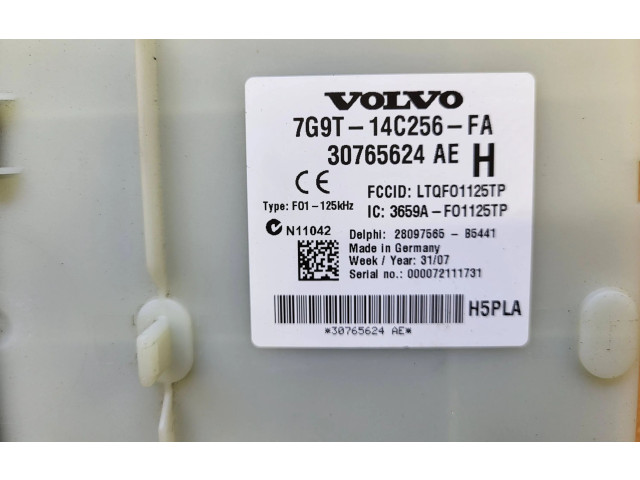 VOLVO
7G9T-14C256-FA
30765624 AE H
CE
FCCID: LTQFO1125TP
Type: F01-125kHz
IC: 3659A-FO1125TP
N11042
Delphi: 28097565 - B5441
Made in Germany
Week / Year: 31/07
Serial no.: 000072111731
H5PLA
*30765624 AE*